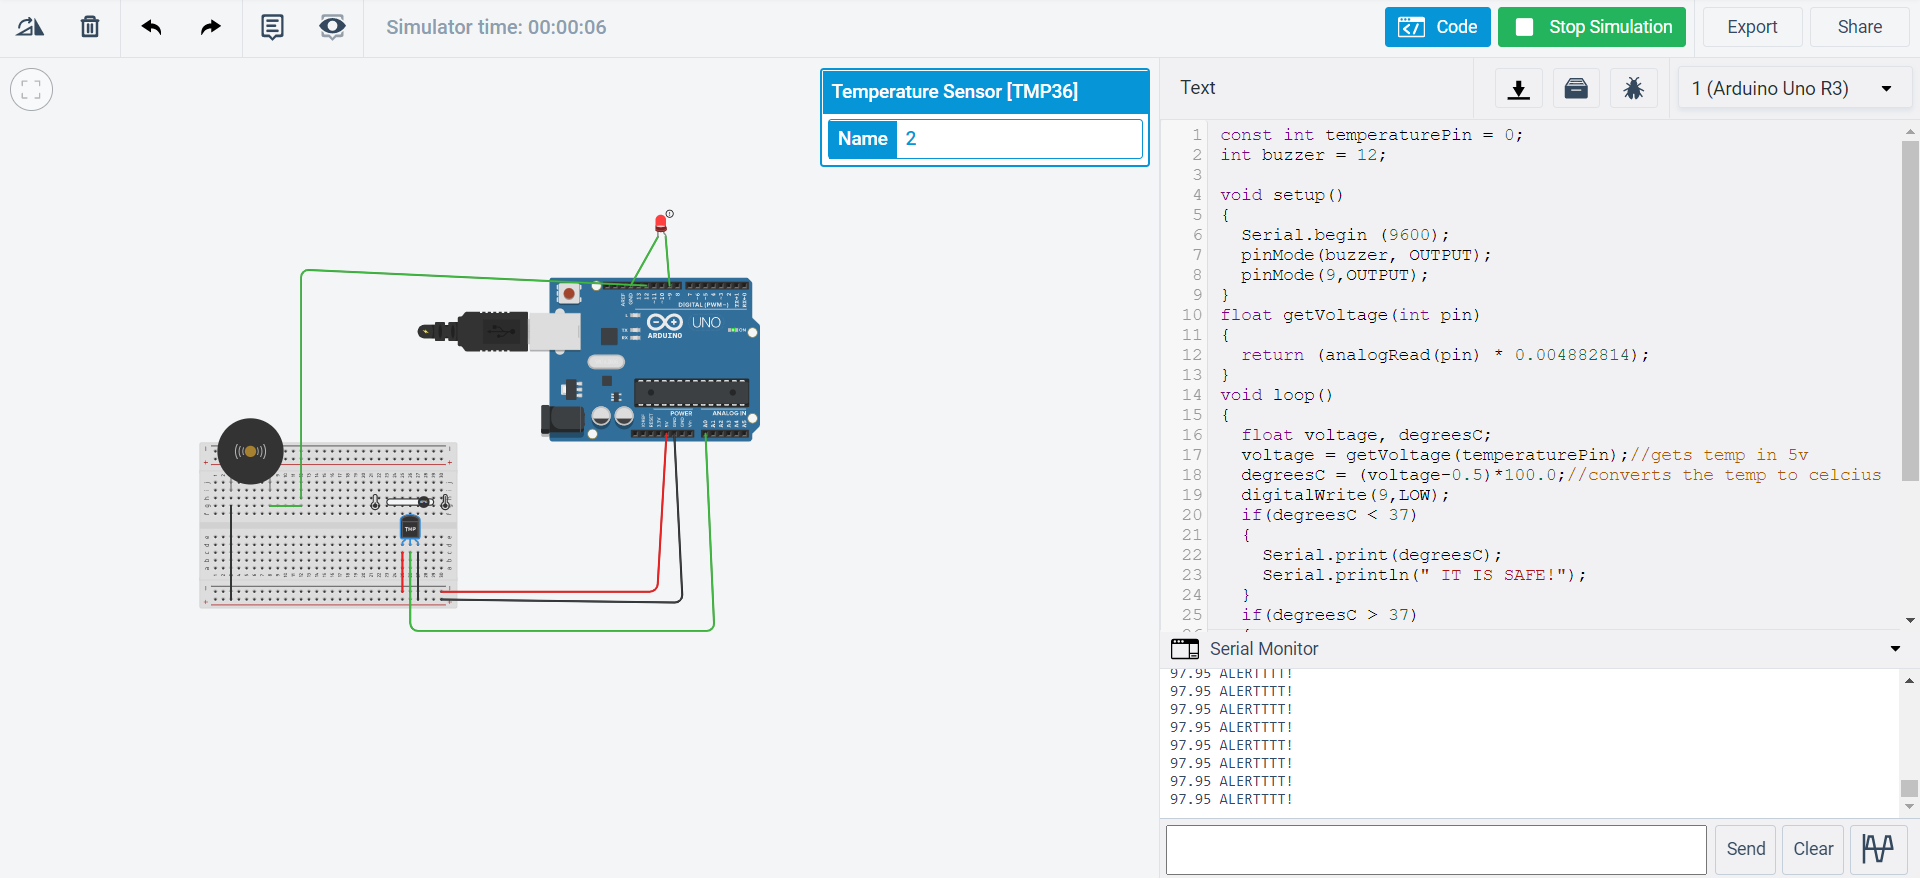 Simulator time: 00:00:06
Code
Stop Simulation
Export
Share
Temperature Sensor [TMP36]
Name 2
DIGITAL (PWM~)
UNO
ARDUINO
ON
POWER
ANALOG IN
TMP
Text
1 (Arduino Uno R3)
1 const int temperaturePin = 0;
2 int buzzer = 12;
3
4 void setup()
5 {
6 Serial.begin (9600);
7 pinMode(buzzer, OUTPUT);
8 pinMode(9,OUTPUT);
9 }
10 float getVoltage(int pin)
11 {
12 return (analogRead(pin) * 0.004882814);
13 }
14 void loop()
15 {
16 float voltage, degreesC;
17 voltage = getVoltage(temperaturePin);//gets temp in 5v
18 degreesC = (voltage-0.5)*100.0;//converts the temp to celcius
19 digitalWrite(9,LOW);
20 if(degreesC < 37)
21 {
22 Serial.print(degreesC);
23 Serial.println(" IT IS SAFE!");
24 }
25 if(degreesC > 37)
Serial Monitor
97.95 ALERTTTT!
97.95 ALERTTTT!
97.95 ALERTTTT!
97.95 ALERTTTT!
97.95 ALERTTTT!
97.95 ALERTTTT!
97.95 ALERTTTT!
97.95 ALERTTTT!
Send
Clear